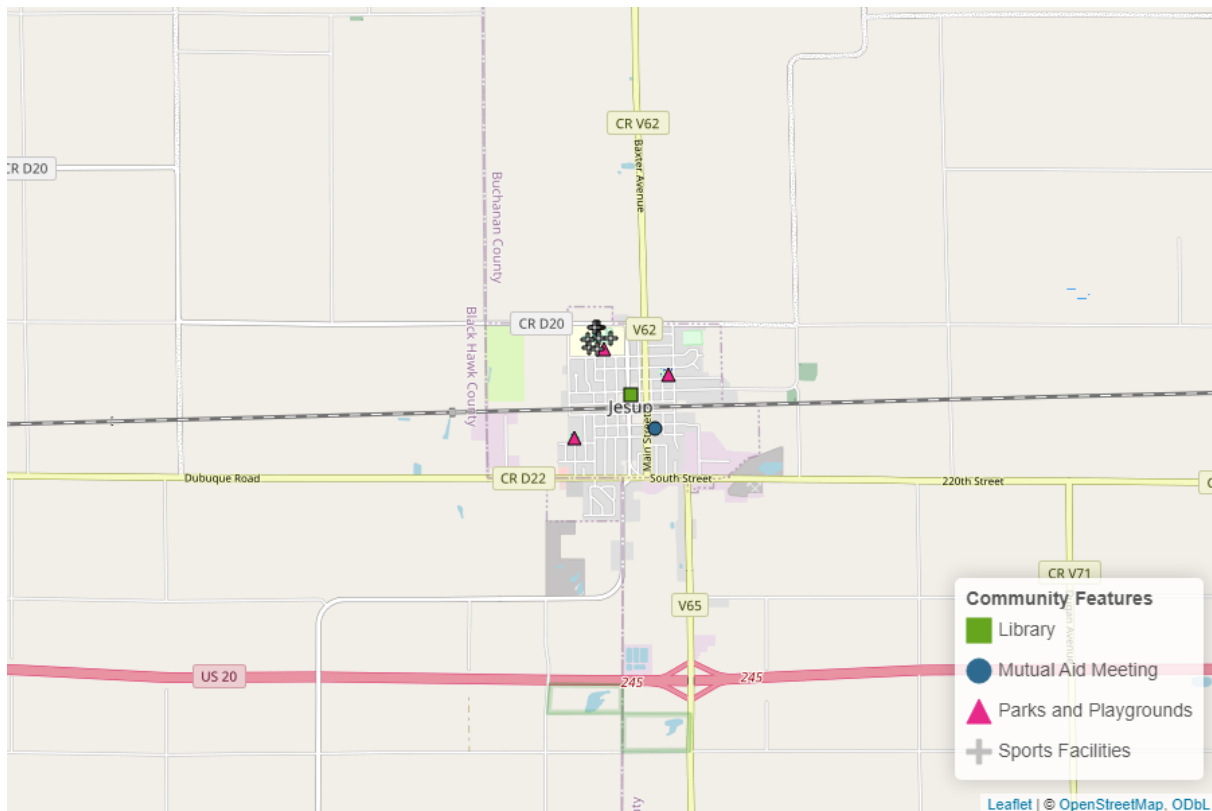 CR V62
Baxter Avenue
CR D20
Buchanan County
Black Hawk County
CR D20
V62
Jesup
Main Street
Dubuque Road
CR D22
South Street
220th Street
CR V71
V65
US 20
245
245
Community Features
Library
Mutual Aid Meeting
Parks and Playgrounds
Sports Facilities
Leaflet | © OpenStreetMap, ODbL